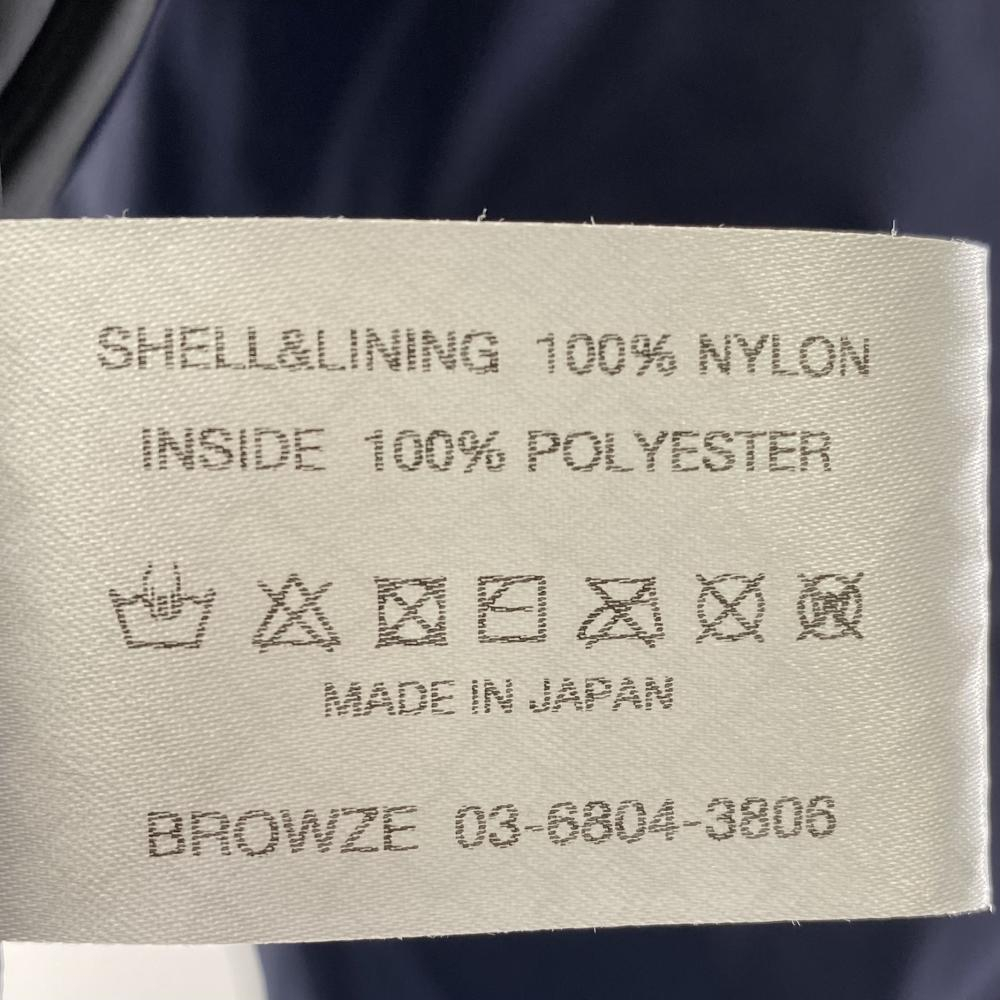 SHELL&LINING 100% NYLON
INSIDE 100% POLYESTER
MADE IN JAPAN
BROWZE 03-6804-3806